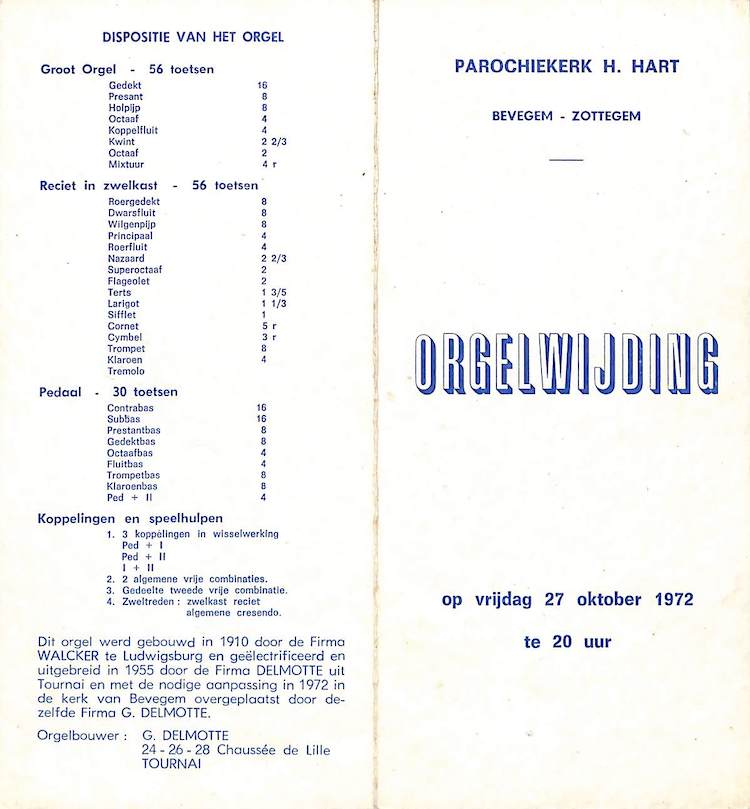 DISPOSITIE VAN HET ORGEL
Groot Orgel - 56 toetsen
Gedekt 16
Presant 8
Holpijp 8
Octaaf 4
Koppelfluit 4
Kwint 2 2/3
Octaaf 2
Mixtuur 4 r
Reciet in zwelkast - 56 toetsen
Roergedekt 8
Dwarsfluit 8
Wilgenpijp 8
Principaal 4
Roerfluit 4
Nazaard 2 2/3
Superoctaaf 2
Flageolet 2
Terts 1 3/5
Larigot 1 1/3
Sifflet 1
Cornet 5 r
Cymbel 3 r
Trompet 8
Klaroen 4
Tremolo
Pedaal - 30 toetsen
Contrabas 16
Subbas 16
Prestantbas 8
Gedektbas 8
Octaafbas 4
Fluitbas 4
Trompetbas 8
Klaroenbas 8
Ped + II 4
Koppelingen en speelhulpen
1. 3 koppelingen in wisselwerking
Ped + I
Ped + II
I + II
2. 2 algemene vrije combinaties.
3. Gedeelte tweede vrije combinatie.
4. Zweltreden : zwelkast reciet
algemene cresendo.
Dit orgel werd gebouwd in 1910 door de Firma
WALCKER te Ludwigsburg en geëlectrificeerd en
uitgebreid in 1955 door de Firma DELMOTTE uit
Tournai en met de nodige aanpassing in 1972 in
de kerk van Bevegem overgeplaatst door de-
zelfde Firma G. DELMOTTE.
Orgelbouwer : G. DELMOTTE
24 - 26 - 28 Chaussée de Lille
TOURNAI
PAROCHIEKERK H. HART
BEVEGEM - ZOTTEGEM
ORGELWIJDING
op vrijdag 27 oktober 1972
te 20 uur